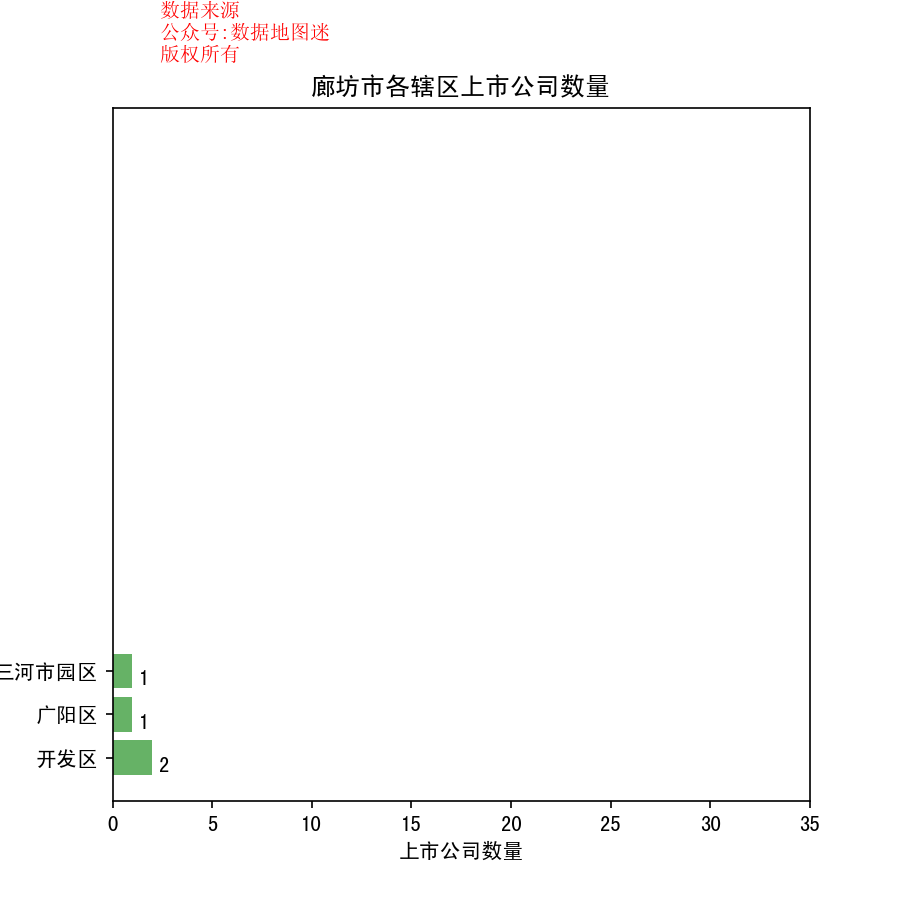 数据来源
公众号:数据地图迷
版权所有
廊坊市各辖区上市公司数量
三河市园区
1
广阳区
1
开发区
2
0 5 10 15 20 25 30 35
上市公司数量